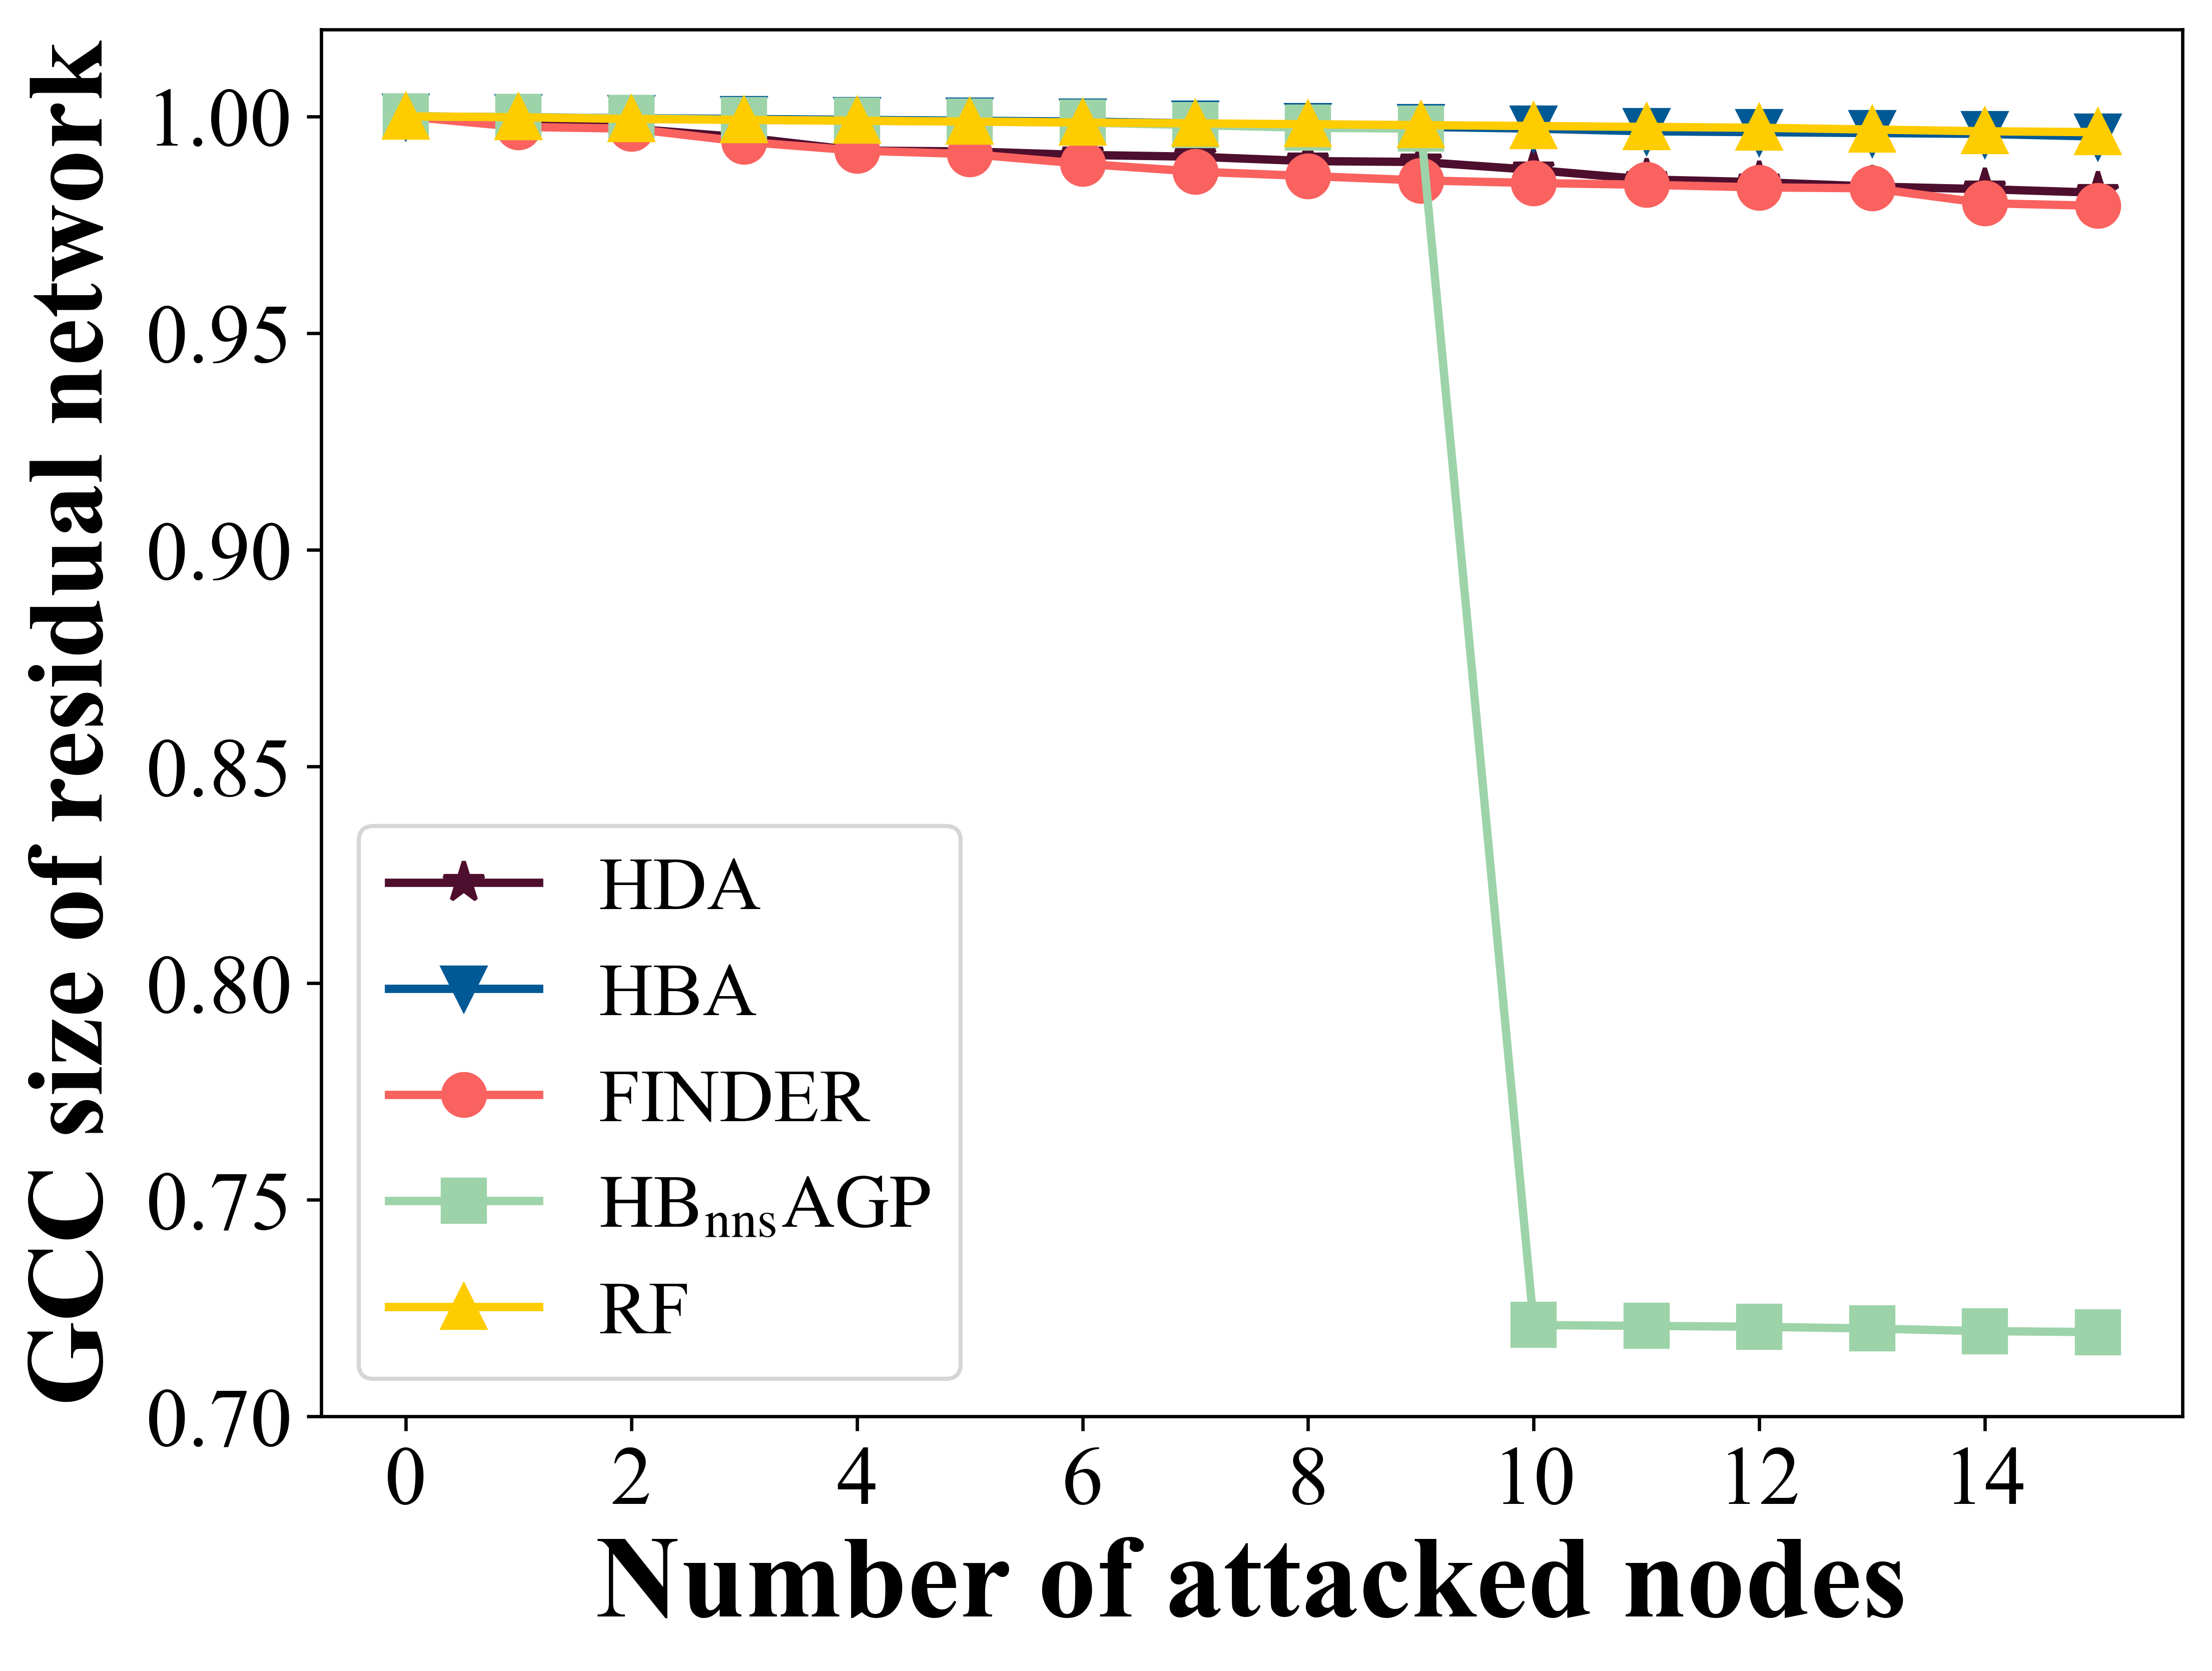 GCC size of residual network
1.00
0.95
0.90
0.85
0.80
0.75
0.70
HDA
HBA
FINDER
HBnnsAGP
RF
0 2 4 6 8 10 12 14
Number of attacked nodes